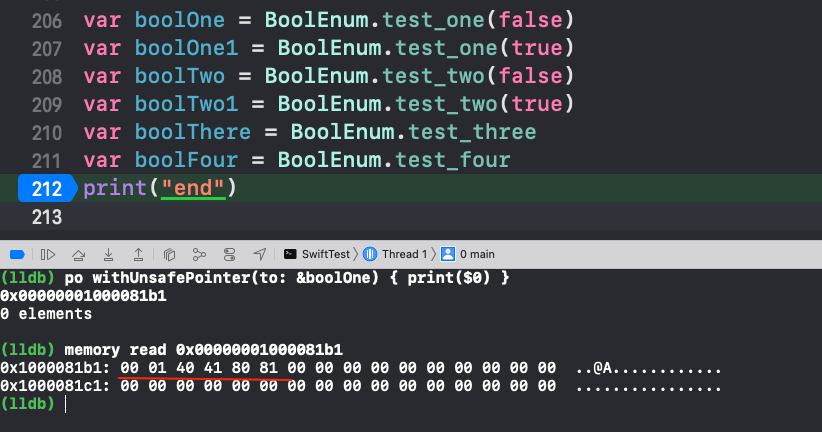 206 var boolOne = BoolEnum.test_one(false)
207 var boolOne1 = BoolEnum.test_one(true)
208 var boolTwo = BoolEnum.test_two(false)
209 var boolTwo1 = BoolEnum.test_two(true)
210 var boolThere = BoolEnum.test_three
211 var boolFour = BoolEnum.test_four
212 print("end")
213
SwiftTest Thread 1 0 main
(lldb) po withUnsafePointer(to: &boolOne) { print($0) }
0x00000001000081b1
0 elements
(lldb) memory read 0x00000001000081b1
0x1000081b1: 00 01 40 41 80 81 00 00 00 00 00 00 00 00 00 00 ..@A............
0x1000081c1: 00 00 00 00 00 00 00 00 00 00 00 00 00 00 00 00 ................
(lldb)